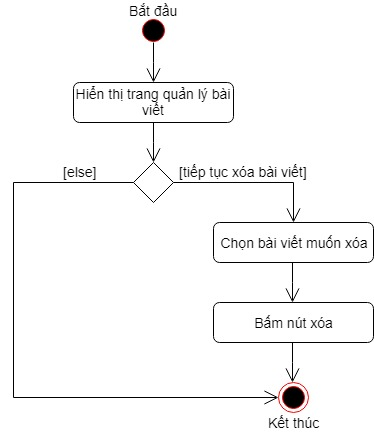 Bắt đầu
Hiển thị trang quản lý bài
viết
[else]
[tiếp tục xóa bài viết]
Chọn bài viết muốn xóa
Bấm nút xóa
Kết thúc